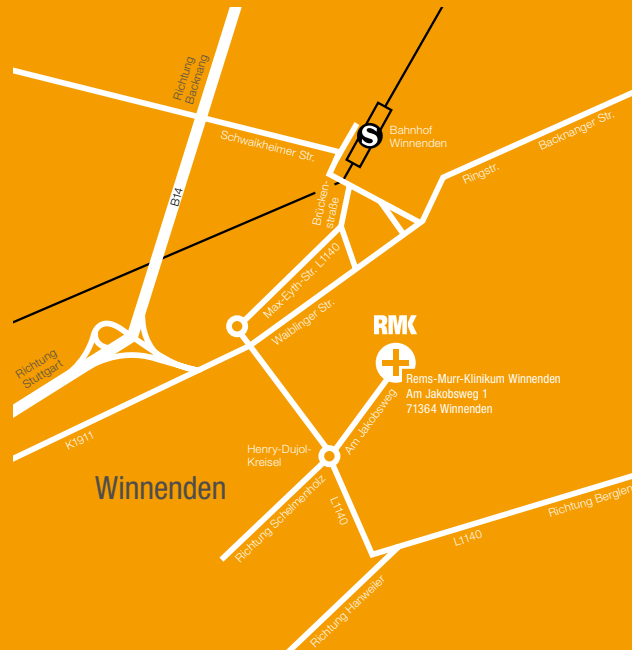 Richtung
Backnang
Schwaikheimer Str.
S
Bahnhof
Winnenden
Backnanger Str.
Ringstr.
B14
Brücken-
straße
Max-Eyth-Str. L1140
Waiblinger Str.
RMK
Richtung
Stuttgart
Rems-Murr-Klinikum Winnenden
Am Jakobsweg 1
71364 Winnenden
K1911
Am Jakobsweg
Henry-Dujol-
Kreisel
Winnenden
Richtung Schelmenholz
L1140
Richtung Berglen
L1140
Richtung Hanweiler